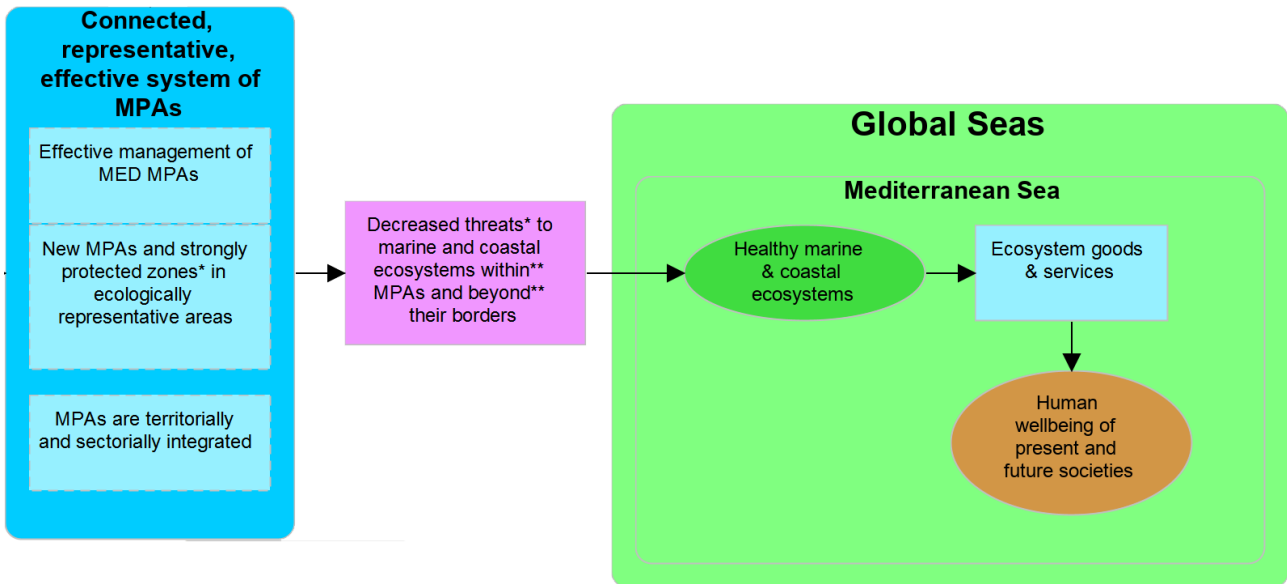 Connected,
representative,
effective system of
MPAs
Effective management of
MED MPAs
New MPAs and strongly
protected zones* in
ecologically
representative areas
MPAs are territorially
and sectorially integrated
Decreased threats* to
marine and coastal
ecosystems within**
MPAs and beyond**
their borders
Global Seas
Mediterranean Sea
Healthy marine
& coastal
ecosystems
Ecosystem goods
& services
Human
wellbeing of
present and
future societies